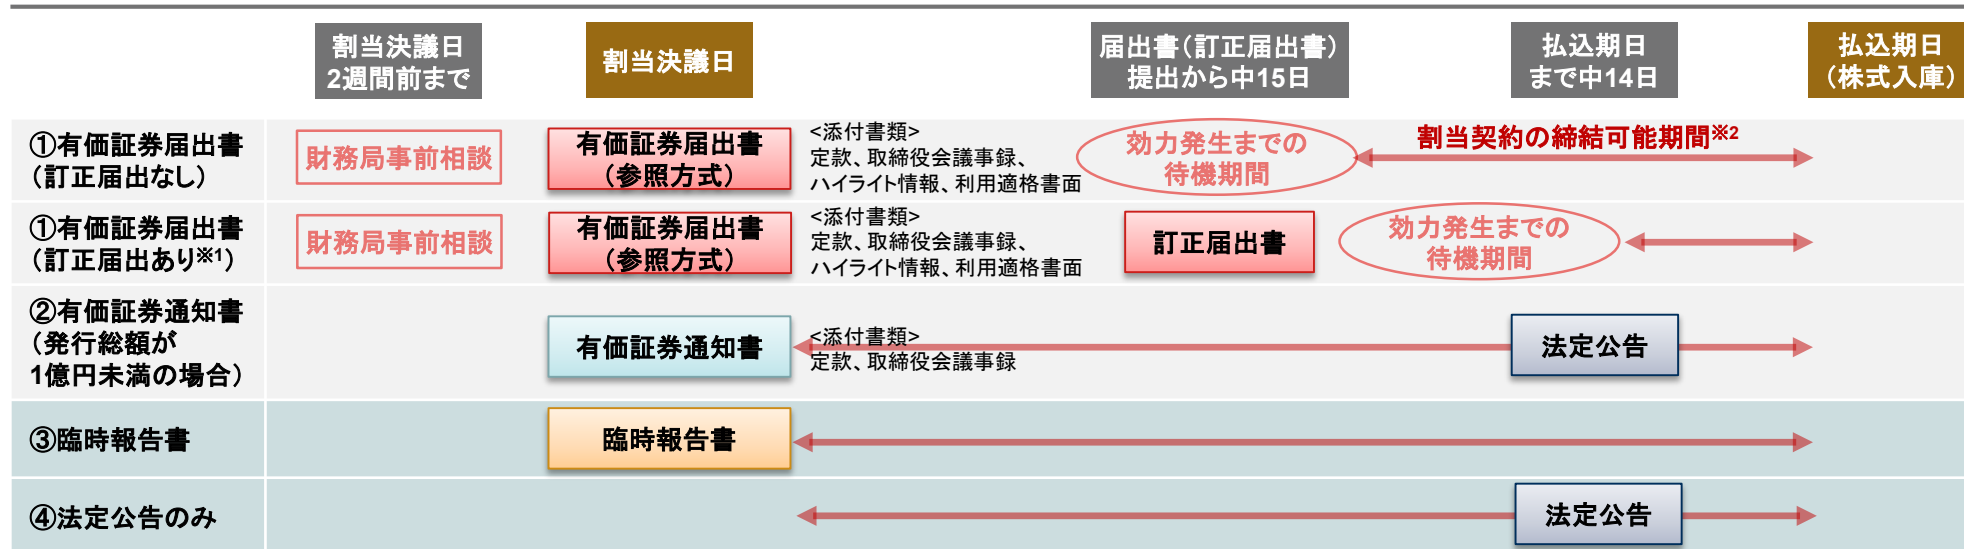 割当決議日
2週間前まで
割当決議日
届出書（訂正届出書）
提出から中15日
払込期日
まで中14日
払込期日
（株式入庫）
①有価証券届出書
（訂正届出なし）
財務局事前相談
有価証券届出書
（参照方式）
<添付書類>
定款、取締役会議事録、
ハイライト情報、利用適格書面
効力発生までの
待機期間
割当契約の締結可能期間※2
①有価証券届出書
（訂正届出あり※1）
財務局事前相談
有価証券届出書
（参照方式）
<添付書類>
定款、取締役会議事録、
ハイライト情報、利用適格書面
訂正届出書
効力発生までの
待機期間
②有価証券通知書
（発行総額が
1億円未満の場合）
有価証券通知書
<添付書類>
定款、取締役会議事録
法定公告
③臨時報告書
臨時報告書
④法定公告のみ
法定公告